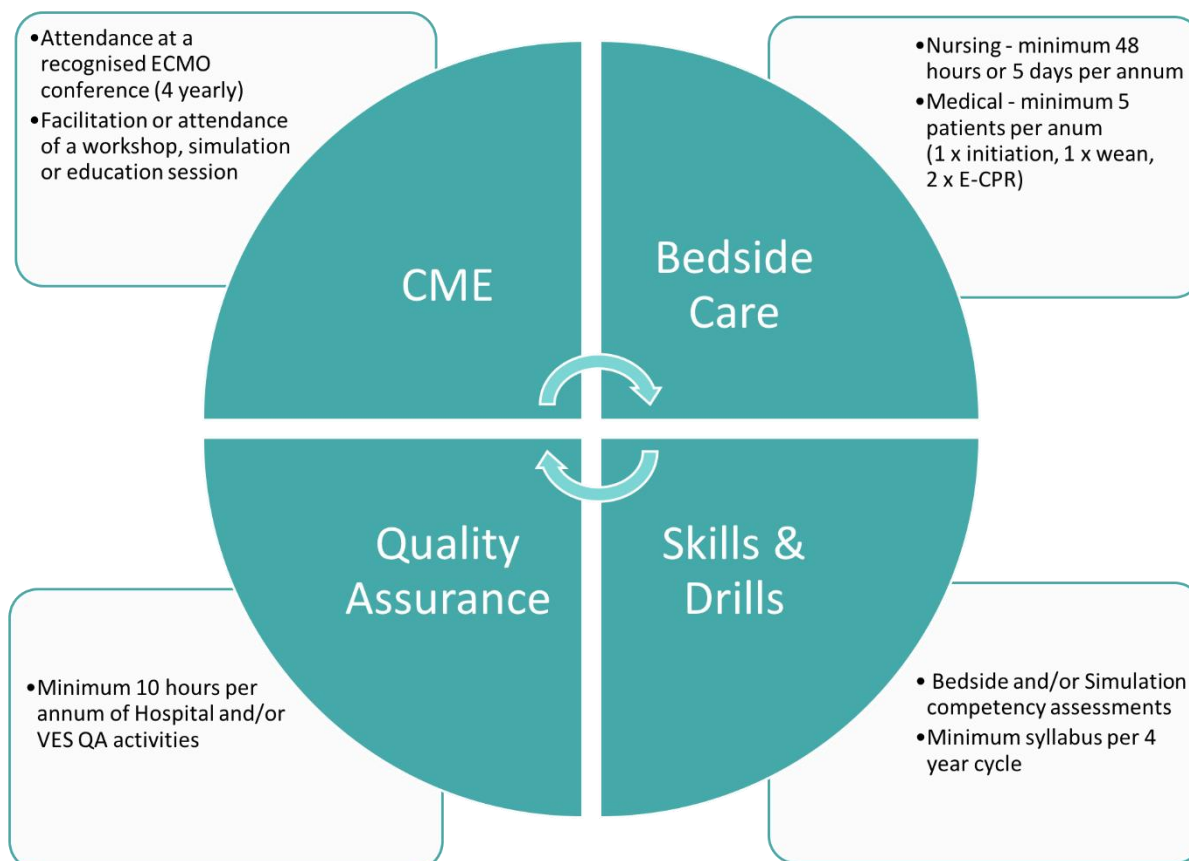 •Attendance at a
recognised ECMO
conference (4 yearly)
•Facilitation or attendance
of a workshop, simulation
or education session
•Nursing - minimum 48
hours or 5 days per annum
•Medical - minimum 5
patients per anum
(1 x initiation, 1 x wean,
2 x E-CPR)
CME
Bedside
Care
Quality
Assurance
Skills &
Drills
•Minimum 10 hours per
annum of Hospital and/or
VES QA activities
• Bedside and/or Simulation
competency assessments
•Minimum syllabus per 4
year cycle